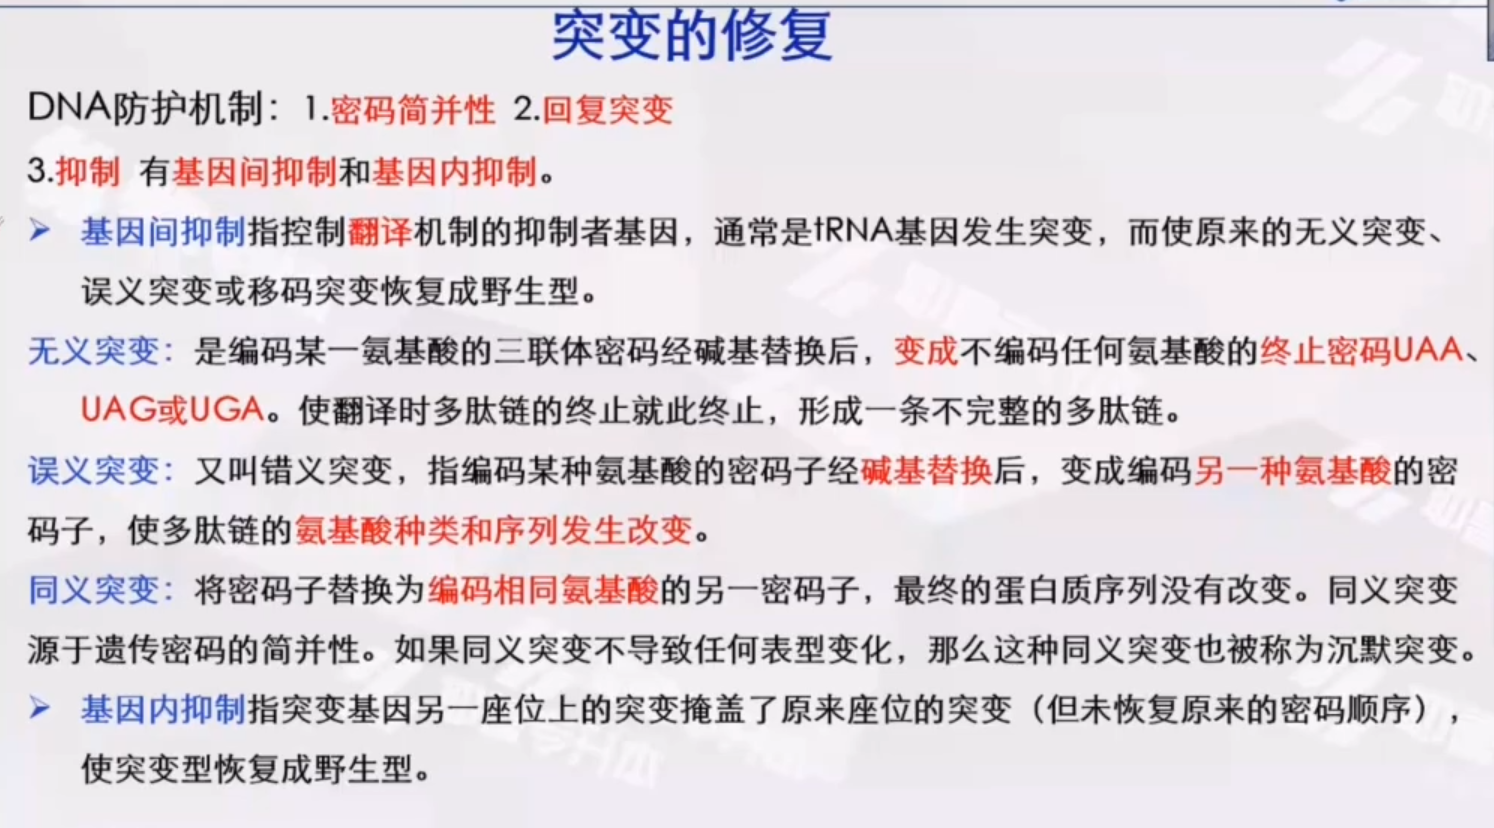 突变的修复
DNA防护机制：1.密码简并性 2.回复突变
3.抑制 有基因间抑制和基因内抑制。
➢ 基因间抑制指控制翻译机制的抑制者基因，通常是tRNA基因发生突变，而使原来的无义突变、
误义突变或移码突变恢复成野生型。
无义突变：是编码某一氨基酸的三联体密码经碱基替换后，变成不编码任何氨基酸的终止密码UAA、
UAG或UGA。使翻译时多肽链的终止就此终止，形成一条不完整的多肽链。
误义突变：又叫错义突变，指编码某种氨基酸的密码子经碱基替换后，变成编码另一种氨基酸的密
码子，使多肽链的氨基酸种类和序列发生改变。
同义突变：将密码子替换为编码相同氨基酸的另一密码子，最终的蛋白质序列没有改变。同义突变
源于遗传密码的简并性。如果同义突变不导致任何表型变化，那么这种同义突变也被称为沉默突变。
➢ 基因内抑制指突变基因另一座位上的突变掩盖了原来座位的突变（但未恢复原来的密码顺序），
使突变型恢复成野生型。